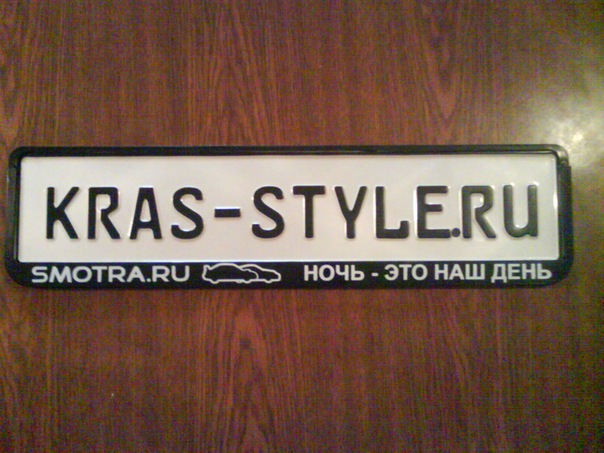 KRAS-STYLE.RU
SMOTRA.RU НОЧЬ - ЭТО НАШ ДЕНЬ